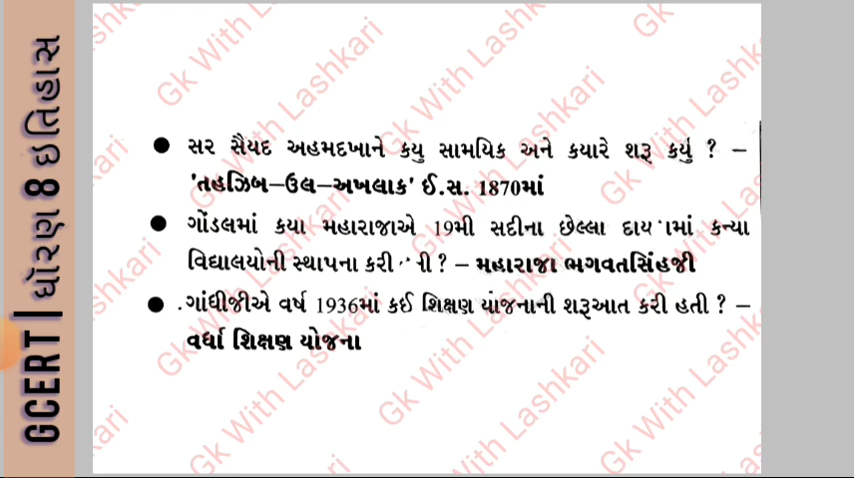 GCERT | ધોરણ 8 ઇતિહાસ
● સર સૈયદ અહમદખાને કયુ સામયિક અને કયારે શરૂ કર્યું ? –
'તહઝિબ–ઉલ–અખલાક' ઈ.સ. 1870માં
● ગોંડલમાં કયા મહારાજાએ 19મી સદીના છેલ્લા કન્યા
વિદ્યાલયોની સ્થાપના કરી ? – મહારાજા ભગવતસિંહજી
● .ગાંધીજીએ વર્ષ 1936માં કઈ શિક્ષણ યોજનાની શરૂઆત કરી હતી ? –
વર્ધા શિક્ષણ યોજના
Gk With Lashkari